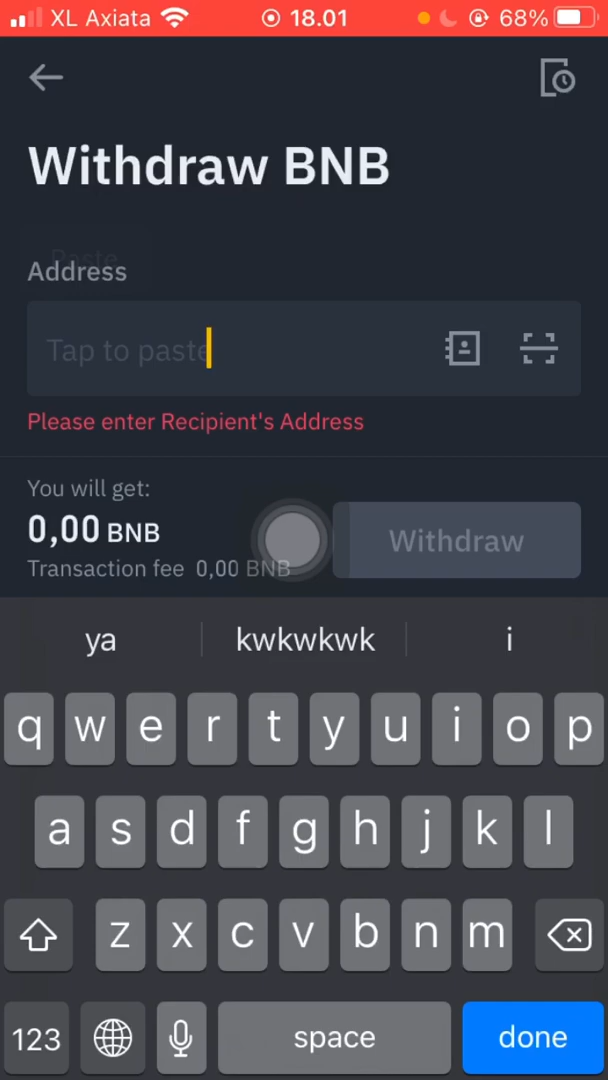 XL Axiata 18.01 68%
Withdraw BNB
Paste
Address
Tap to paste
Please enter Recipient's Address
You will get:
0,00 BNB
Withdraw
Transaction fee 0,00 BNB
ya kwkwkwk i
q w e r t y u i o p
a s d f g h j k l
z x c v b n m
123 space done